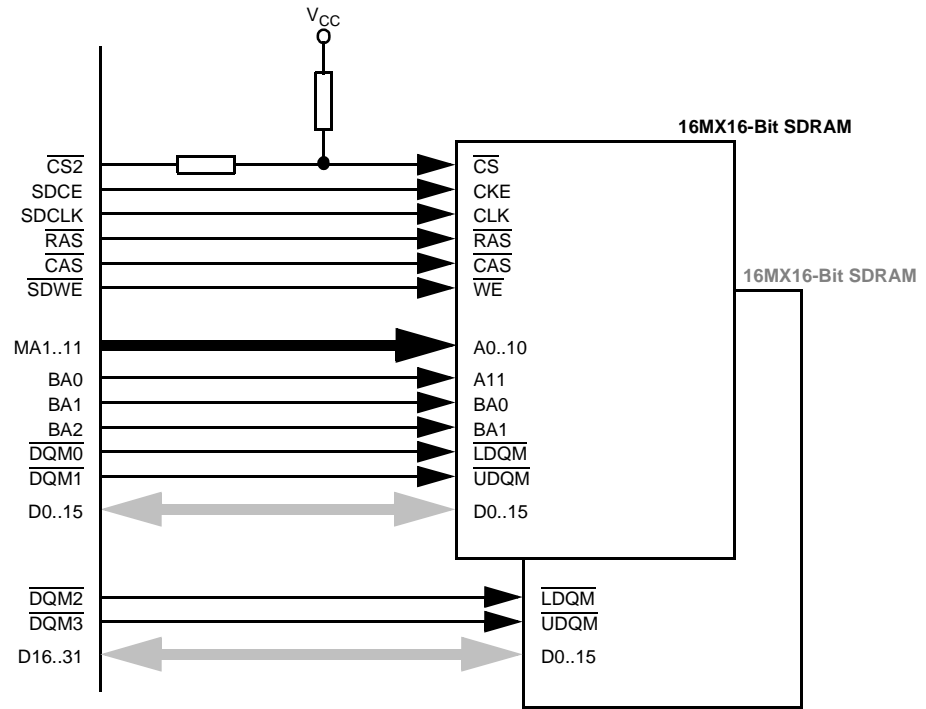 VCC
16MX16-Bit SDRAM
CS2 CS
SDCE CKE
SDCLK CLK
RAS RAS
CAS CAS
SDWE WE
16MX16-Bit SDRAM
MA1..11 A0..10
BA0 A11
BA1 BA0
BA2 BA1
DQM0 LDQM
DQM1 UDQM
D0..15 D0..15
DQM2 LDQM
DQM3 UDQM
D16..31 D0..15